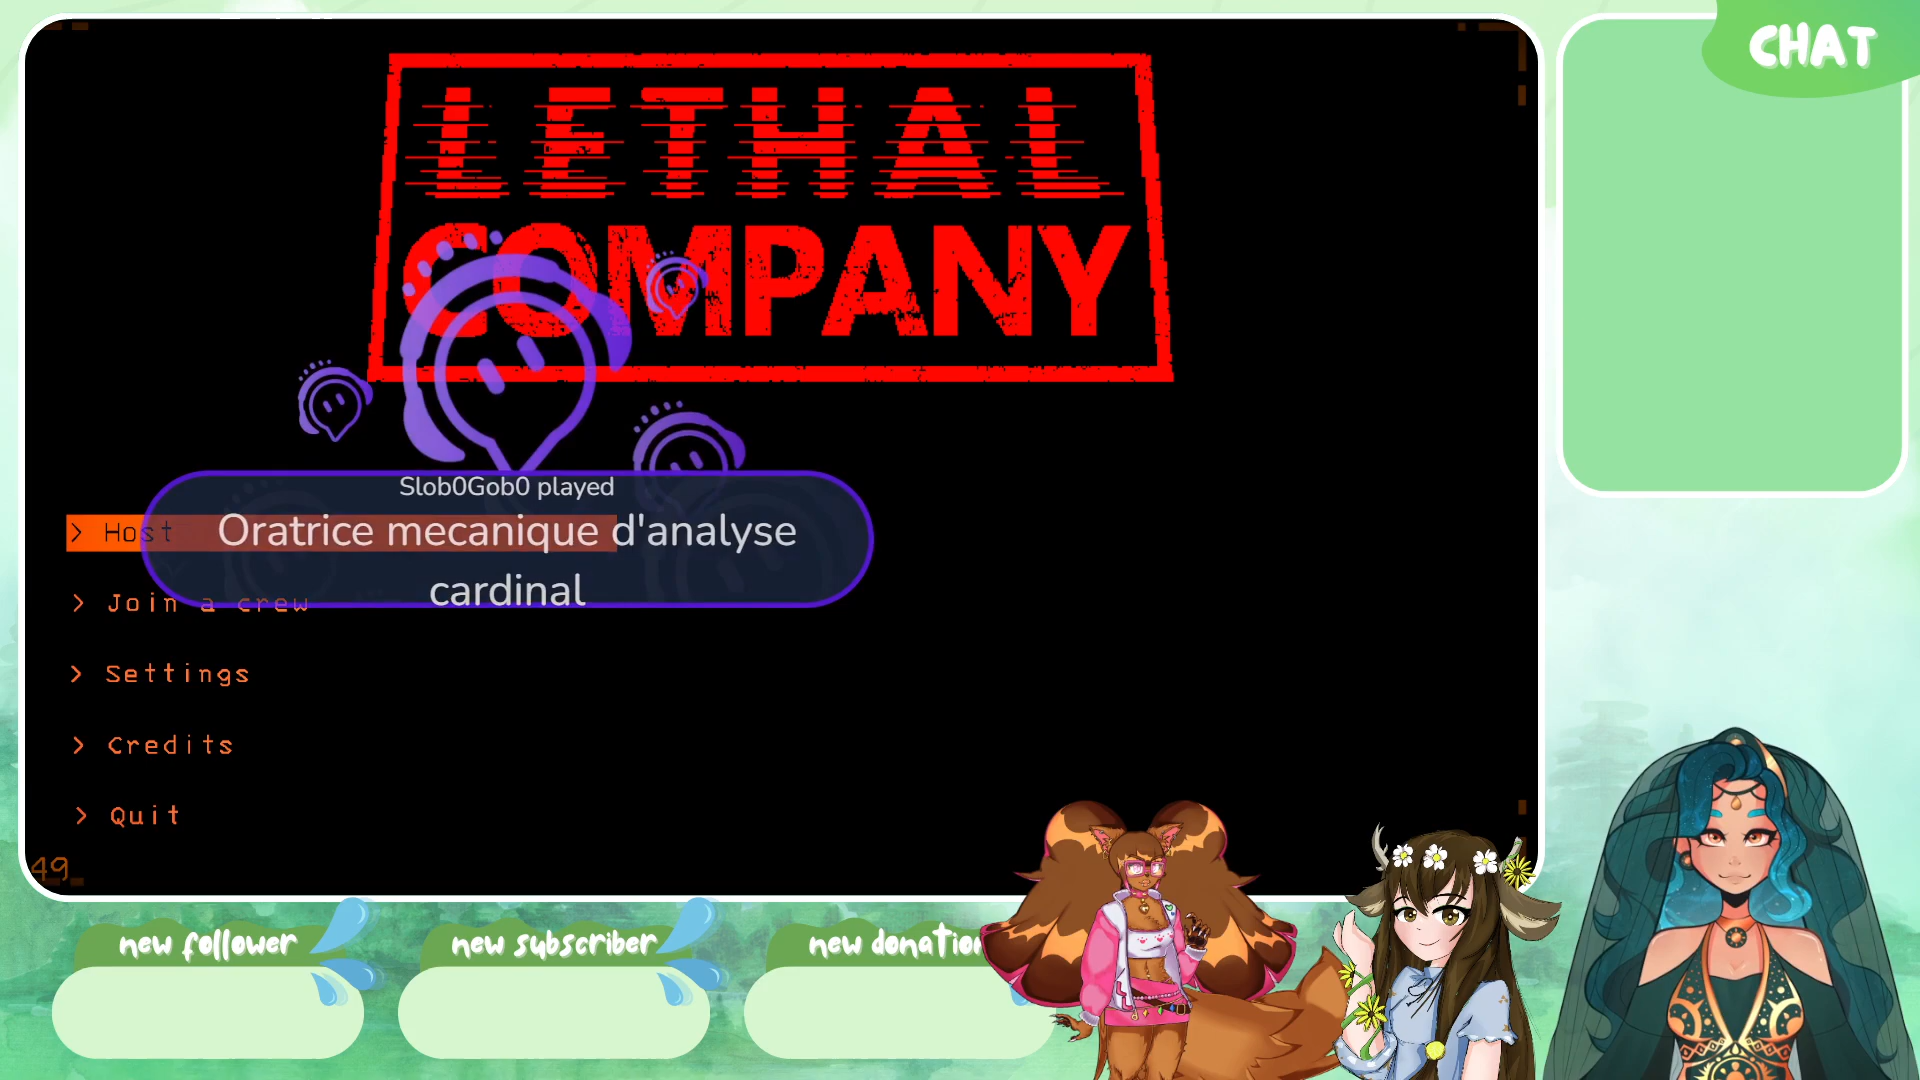 LETHAL
COMPANY
CHAT
Slob0Gob0 played
Oratrice mecanique d'analyse
cardinal
> Host
> Join a crew
> Settings
> Credits
> Quit
49
new follower
new subscriber
new donation